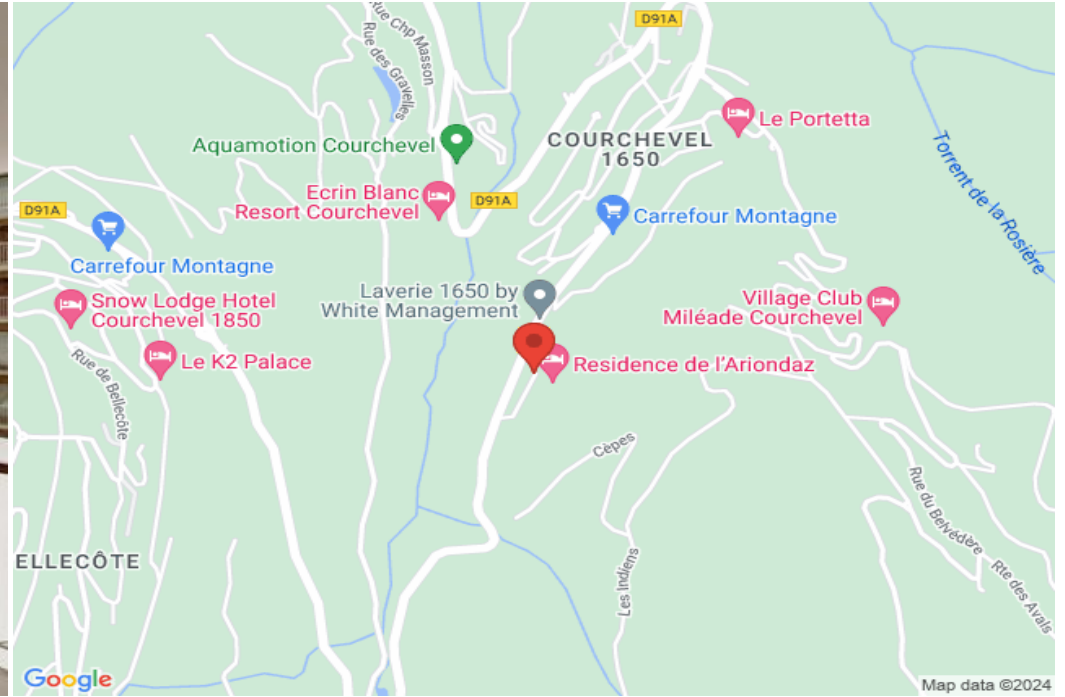 D91A
Rue Chp Masson
Rue des Gravelles
Aquamotion Courchevel
COURCHEVEL
1650
Le Portetta
Torrent de la Rosière
Ecrin Blanc
Resort Courchevel
D91A
D91A
Carrefour Montagne
Carrefour Montagne
Laverie 1650 by
White Management
Village Club
Miléade Courchevel
Snow Lodge Hotel
Courchevel 1850
Le K2 Palace
Residence de l'Ariondaz
Rue de Bellecôte
Cèpes
Rue du Belvédère
ELLECÔTE
Les Indiens
Rte des Avals
Google
Map data ©2024